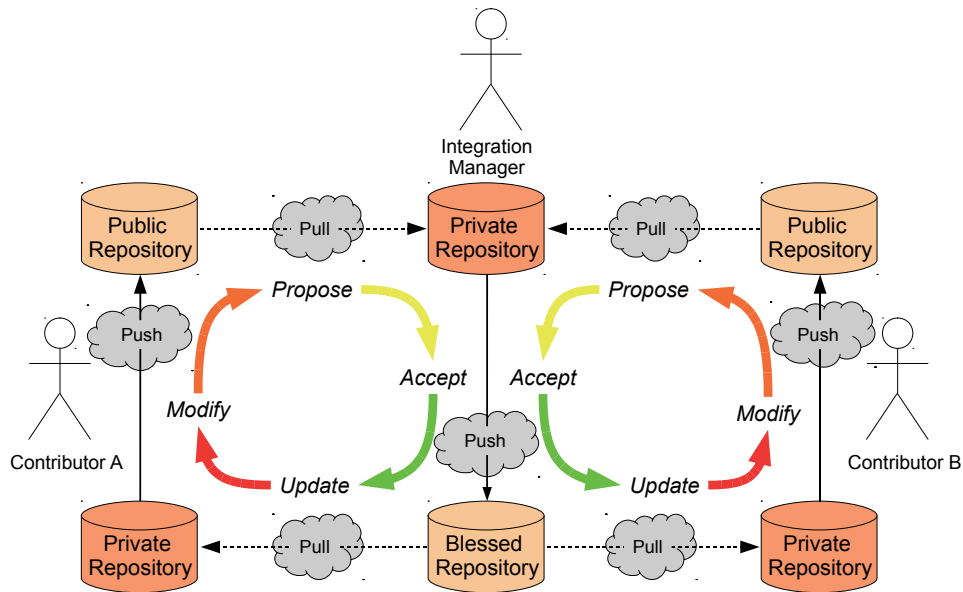 Integration
Manager
Public
Repository
Pull
Private
Repository
Pull
Public
Repository
Propose
Propose
Push
Push
Accept
Accept
Modify
Modify
Push
Contributor A
Contributor B
Update
Update
Private
Repository
Pull
Blessed
Repository
Pull
Private
Repository